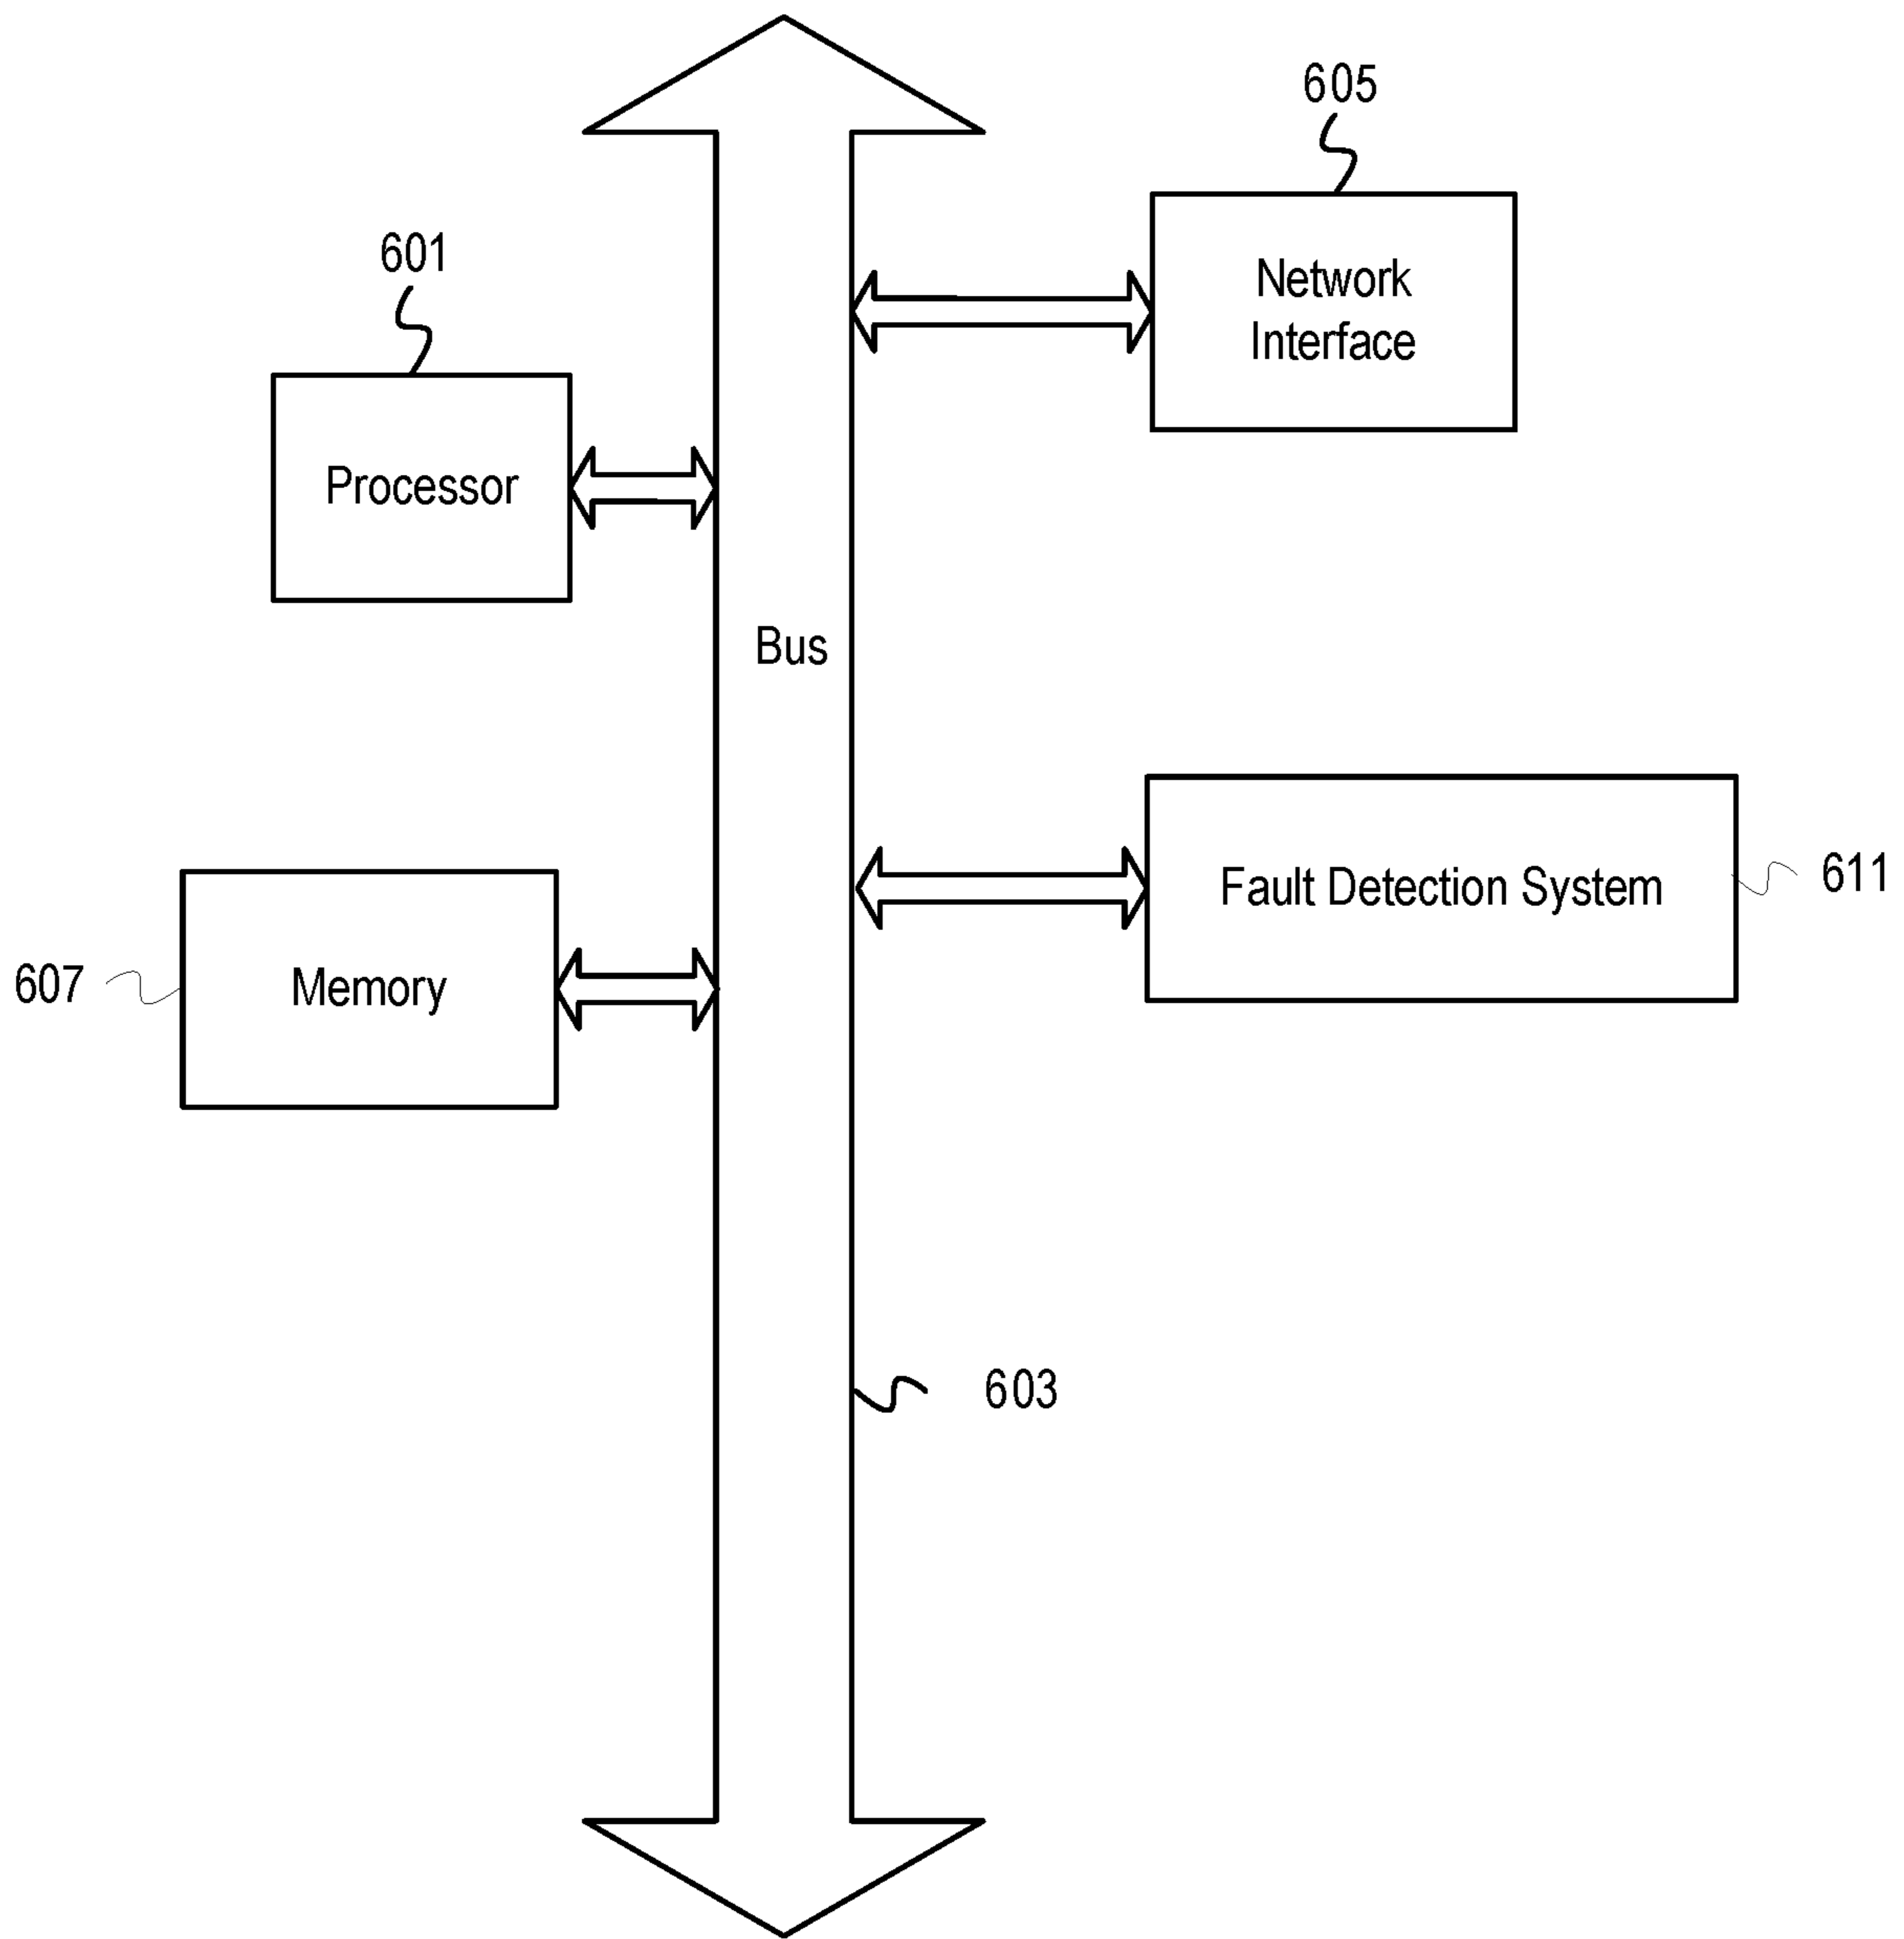 605
Network
Interface
601
Processor
Bus
Fault Detection System
611
607
Memory
603